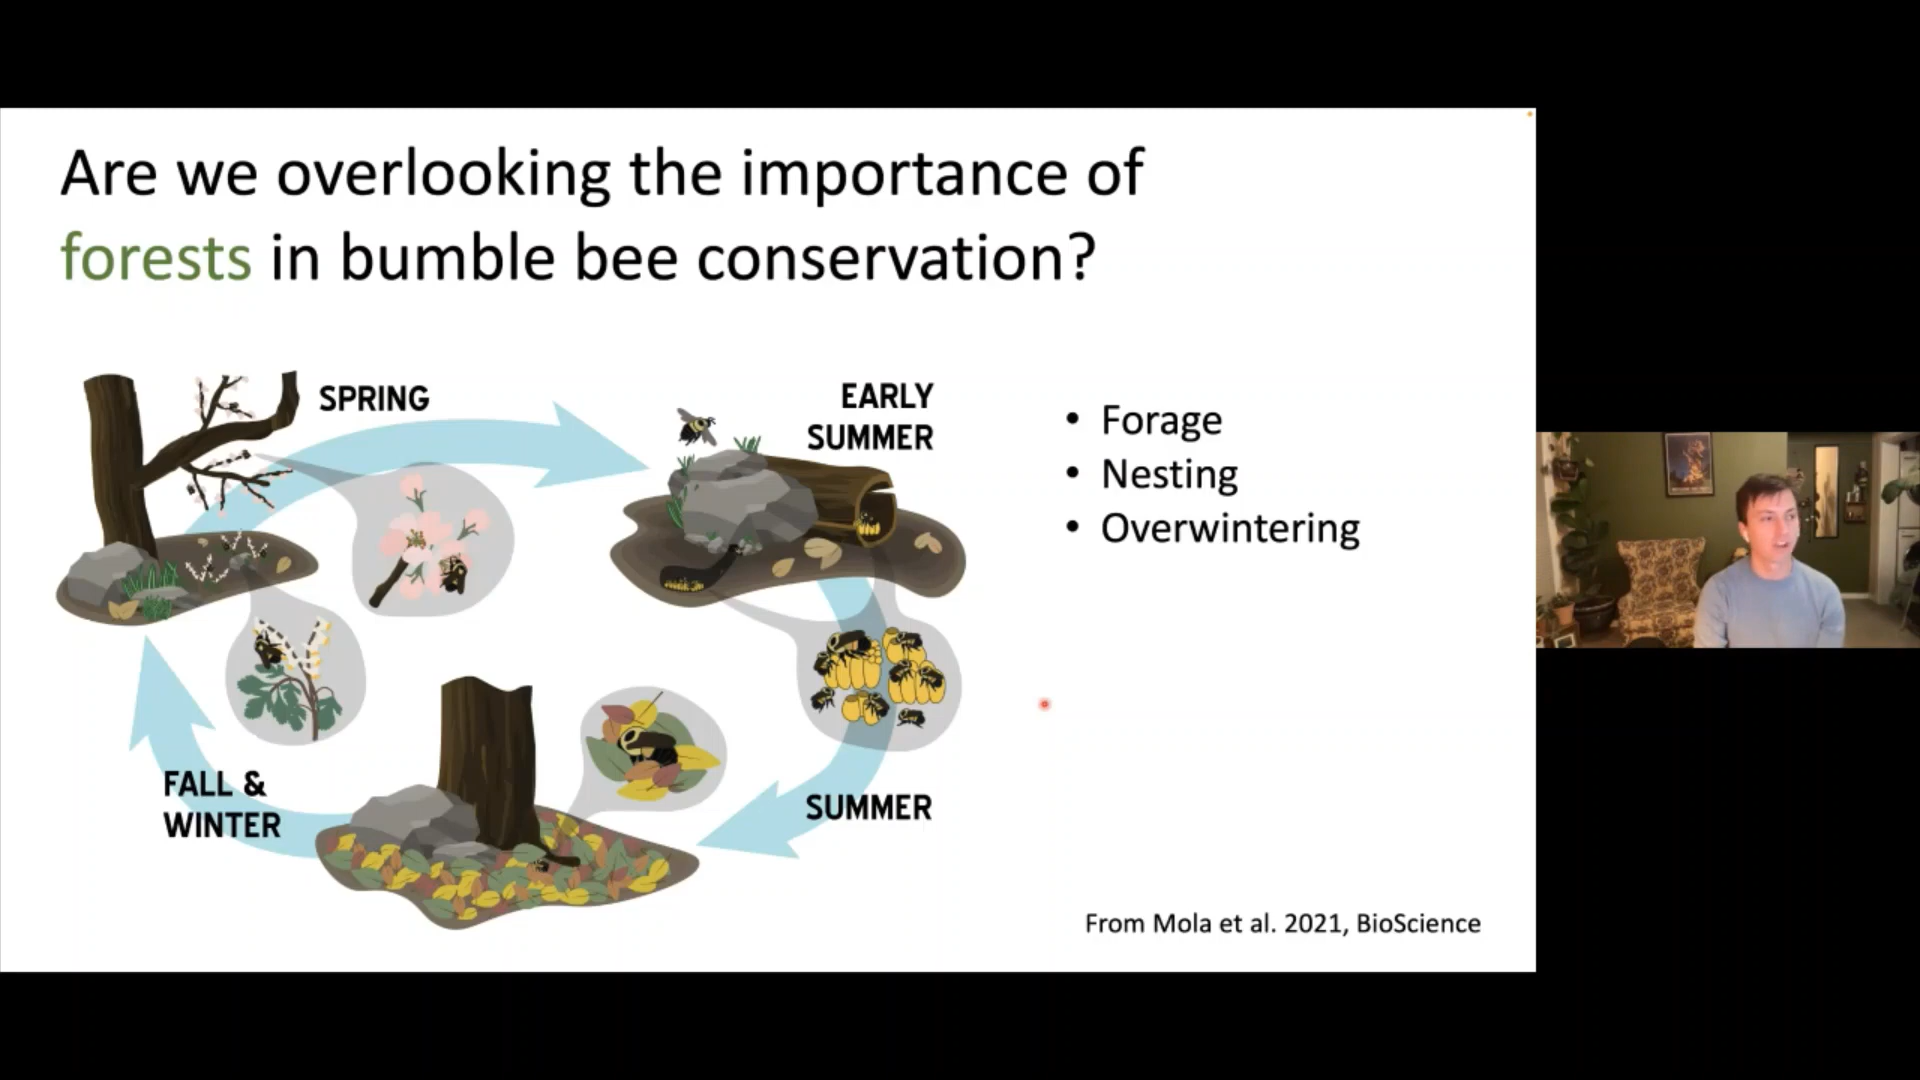 Are we overlooking the importance of
forests in bumble bee conservation?
SPRING
EARLY
SUMMER
• Forage
• Nesting
• Overwintering
FALL &
WINTER
SUMMER
From Mola et al. 2021, BioScience